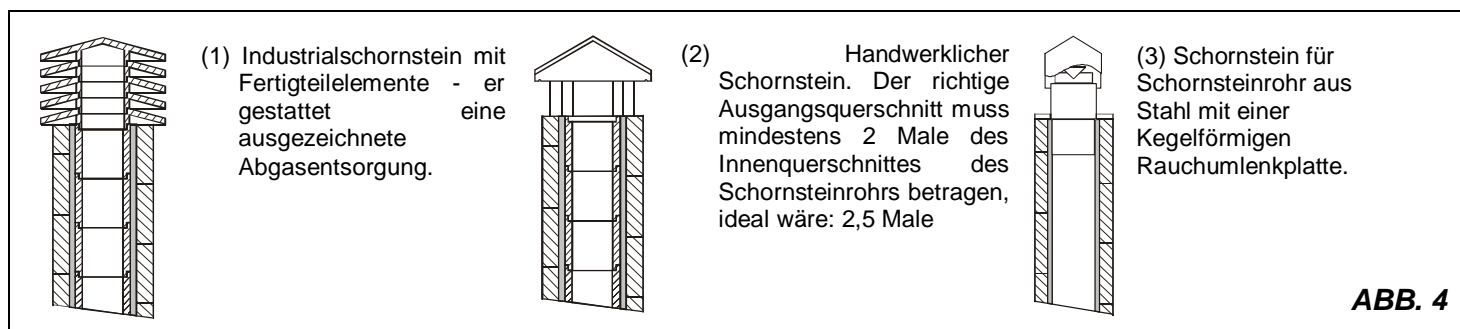 (1) Industrialschornstein mit
Fertigteilelemente - er
gestattet eine
ausgezeichnete
Abgasentsorgung.
(2) Handwerklicher
Schornstein. Der richtige
Ausgangsquerschnitt muss
mindestens 2 Male des
Innenquerschnittes des
Schornsteinrohrs betragen,
ideal wäre: 2,5 Male
(3) Schornstein für
Schornsteinrohr aus
Stahl mit einer
Kegelförmigen
Rauchumlenkplatte.
ABB. 4